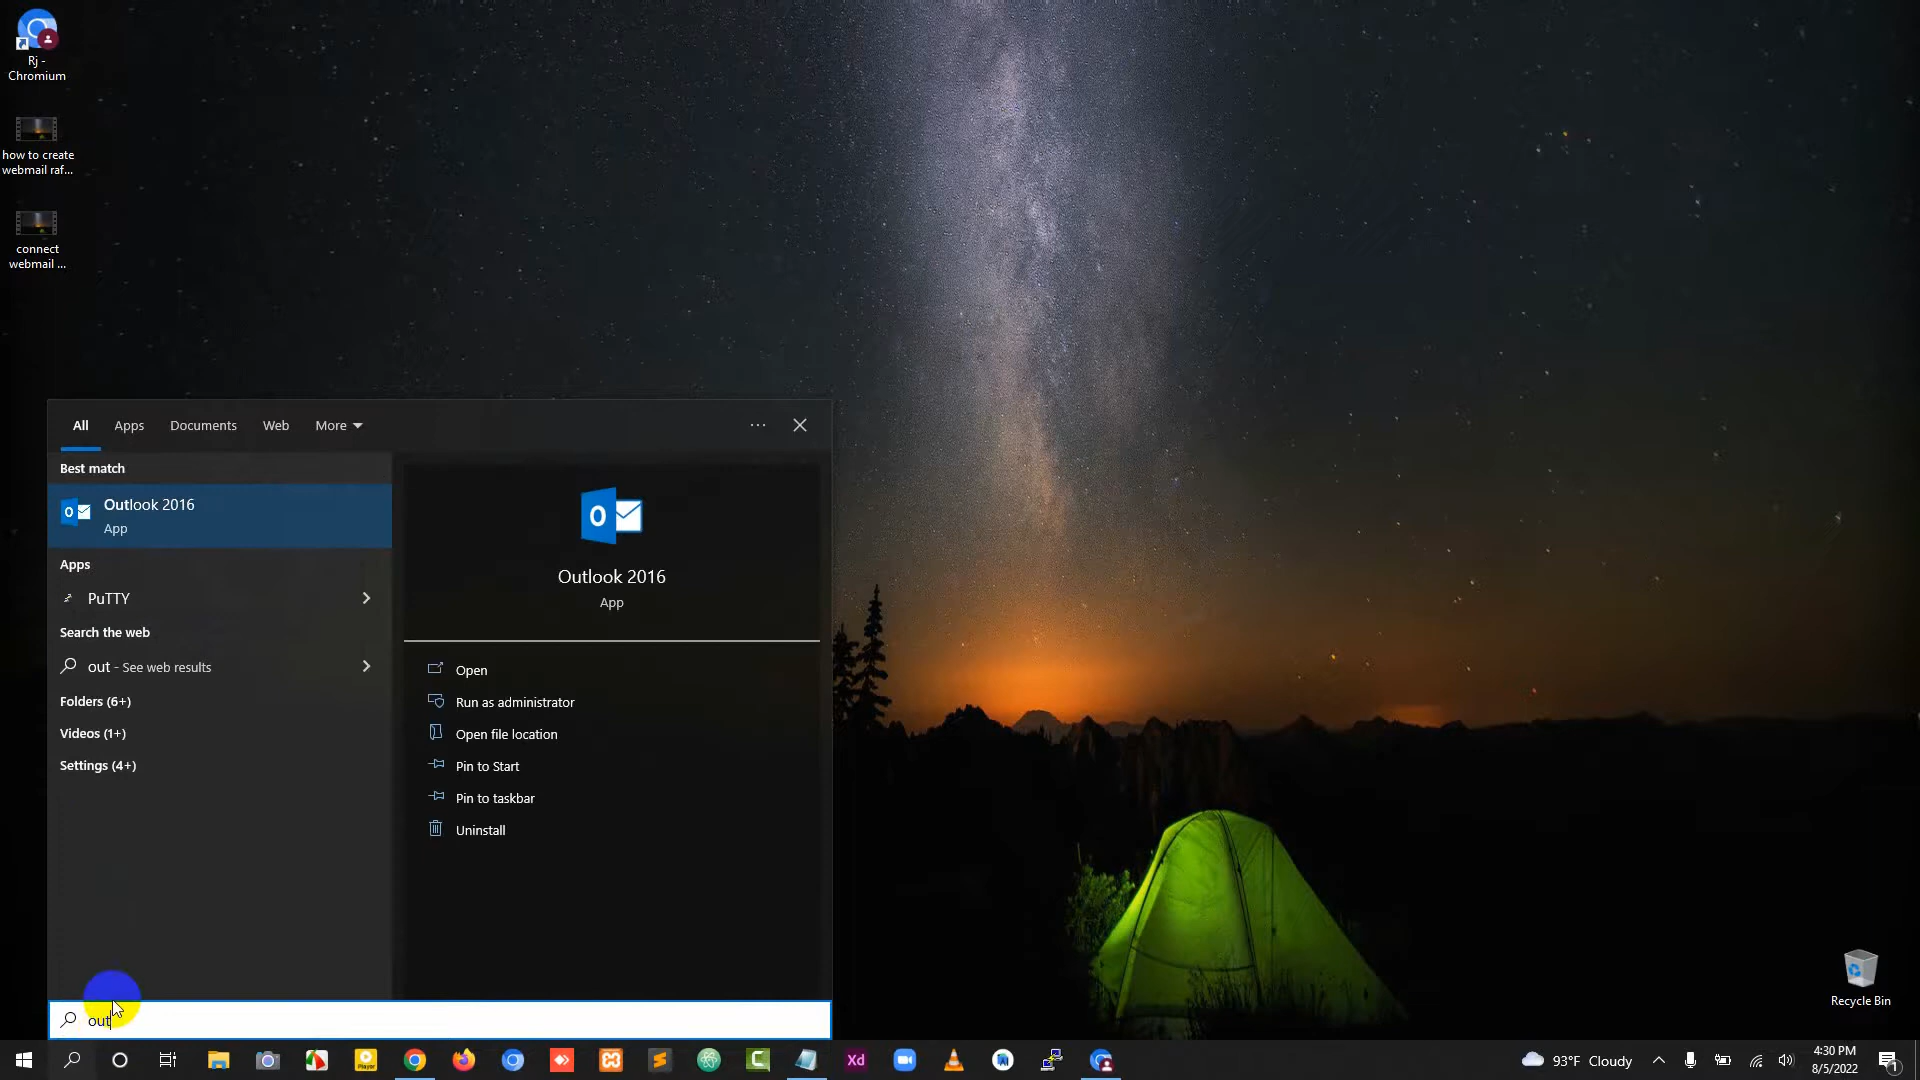 Rj -
Chromium
how to create
webmail raf...
connect
webmail ...
All
Apps
Documents
Web
More
Best match
Outlook 2016
App
Apps
PuTTY
Search the web
out - See web results
Folders (6+)
Videos (1+)
Settings (4+)
Outlook 2016
App
Open
Run as administrator
Open file location
Pin to Start
Pin to taskbar
Uninstall
out
Recycle Bin
Player
Xd
93°F Cloudy
4:30 PM
8/5/2022
1